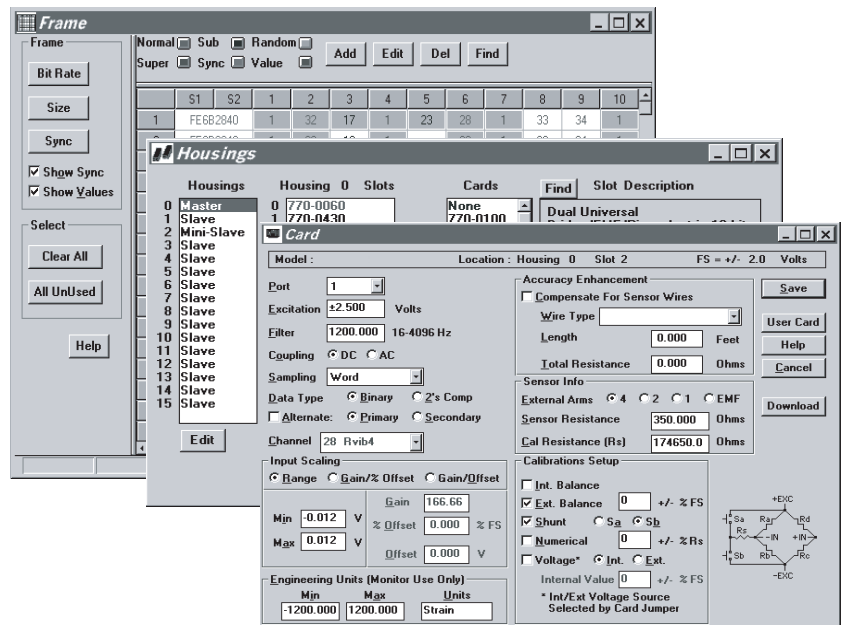 Frame
Frame
Bit Rate
Size
Sync
Show Sync
Show Values
Select
Clear All
All UnUsed
Help
Normal Sub Random
Super Sync Value
Add Edit Del Find
S1 S2 1 2 3 4 5 6 7 8 9 10
1 FE6B2840 1 32 17 1 23 28 1 33 34 1
Housings
Housings Housing 0 Slots Cards Find Slot Description
0 Master
1 Slave
2 Mini-Slave
3 Slave
4 Slave
5 Slave
6 Slave
7 Slave
8 Slave
9 Slave
10 Slave
11 Slave
12 Slave
13 Slave
14 Slave
15 Slave
Edit
0 770-0060
1 770-0430
None
770-0100
Dual Universal
Card
Model : Location : Housing 0 Slot 2 FS = +/- 2.0 Volts
Port 1
Excitation ±2.500 Volts
Filter 1200.000 16-4096 Hz
Coupling DC AC
Sampling Word
Data Type Binary 2's Comp
Alternate: Primary Secondary
Channel 28 Rvib4
Input Scaling
Range Gain/% Offset Gain/Offset
Min -0.012 V
Max 0.012 V
Gain 166.66
% Offset 0.000 % FS
Offset 0.000 V
Engineering Units (Monitor Use Only)
Min Max Units
-1200.000 1200.000 Strain
Accuracy Enhancement
Compensate For Sensor Wires
Wire Type
Length 0.000 Feet
Total Resistance 0.000 Ohms
Sensor Info
External Arms 4 2 1 EMF
Sensor Resistance 350.000 Ohms
Cal Resistance (Rs) 174650.0 Ohms
Calibrations Setup
Int. Balance
Ext. Balance 0 +/- % FS
Shunt Sa Sb
Numerical 0 +/- % Rs
Voltage* Int. Ext.
Internal Value 0 +/- % FS
* Int/Ext Voltage Source
Selected by Card Jumper
Save
User Card
Help
Cancel
Download
+EXC
Sa Ra Rd
Rs -IN +IN
Sb Rb Rc
-EXC